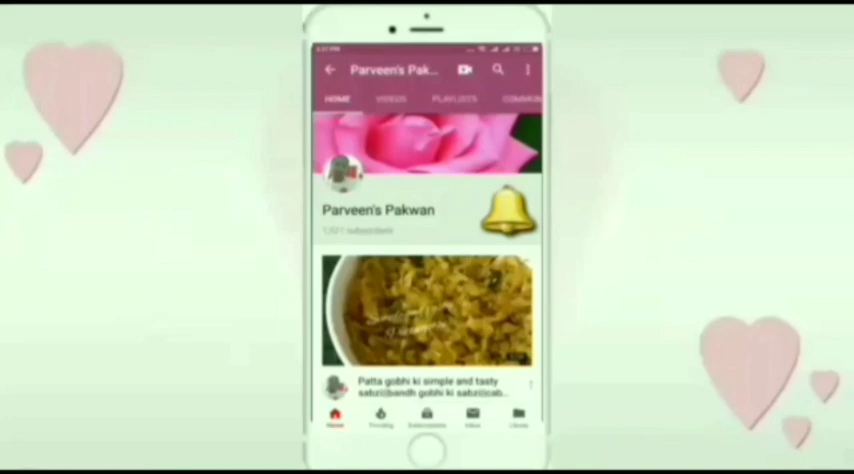 Parveen's Pak...
HOME VIDEOS PLAYLISTS COMMUN
Parveen's Pakwan
Patta gobhi ki simple and tasty
sabzi||bandh gobhi ki sabzi||cab...
Home Trending Subscriptions Inbox Library